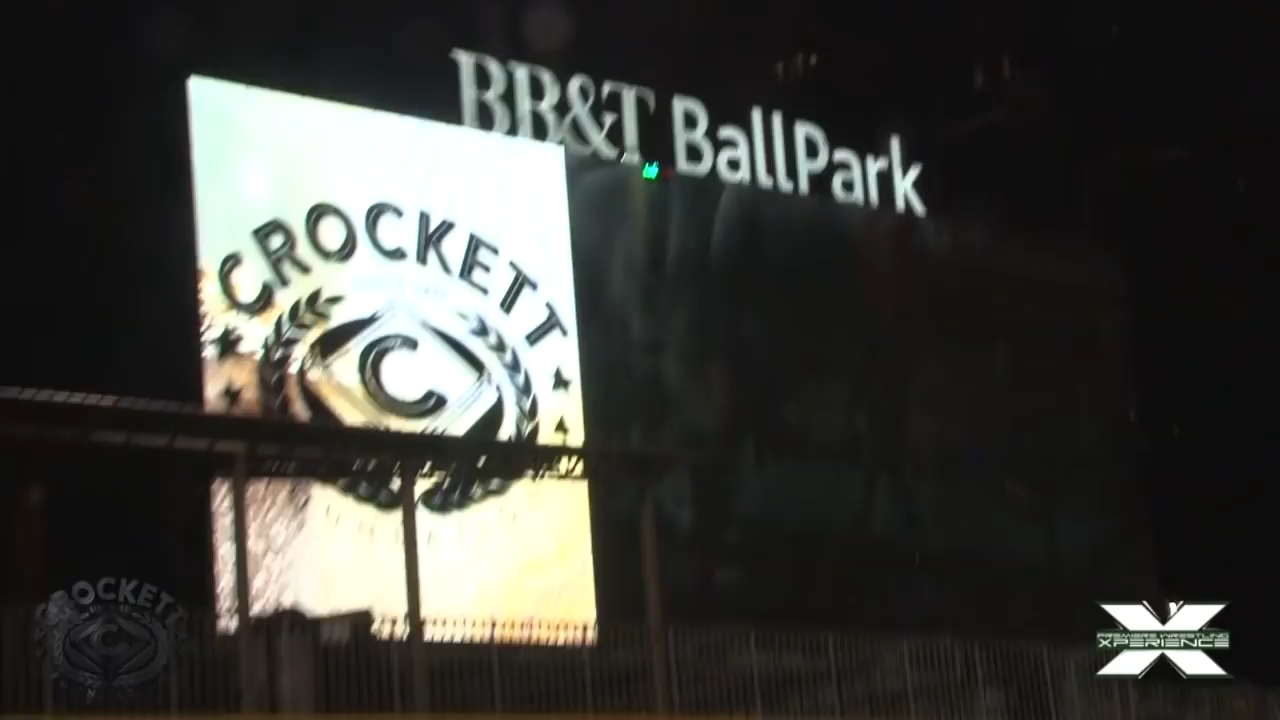 BB&T BallPark
CROCKETT
C
CROCKETT
C
X
PREMIERE WRESTLING
XPERIENCE